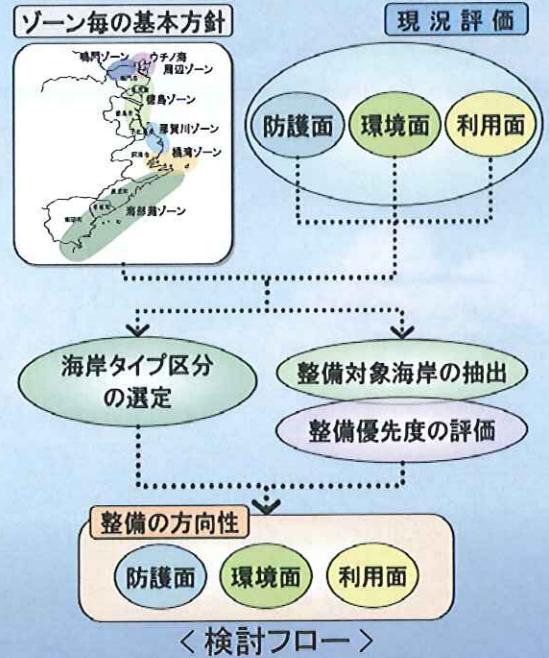 ゾーン毎の基本方針
現況評価
鳴門ゾーン
ウチノ海
周辺ゾーン
徳島ゾーン
那賀川ゾーン
橘湾ゾーン
海部灘ゾーン
防護面
環境面
利用面
海岸タイプ区分
の選定
整備対象海岸の抽出
整備優先度の評価
整備の方向性
防護面
環境面
利用面
<検討フロー>